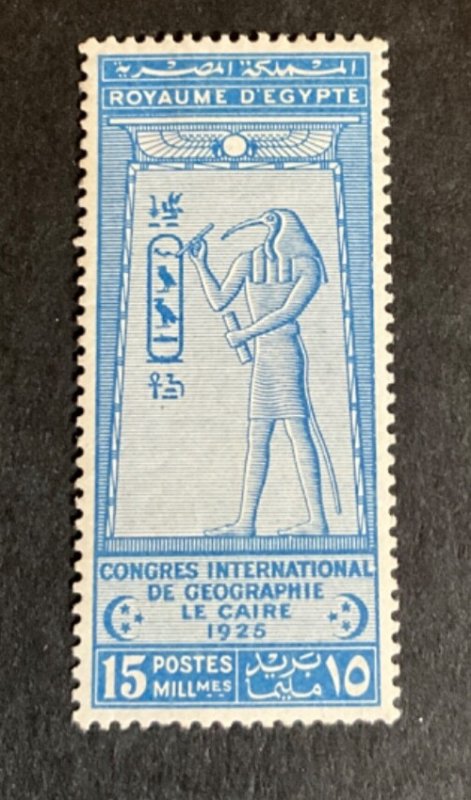 المملكة المصرية
ROYAUME D'EGYPTE
CONGRES INTERNATIONAL
DE GEOGRAPHIE
LE CAIRE
1925
15 POSTES بريد ١٥
MILLMES مليما